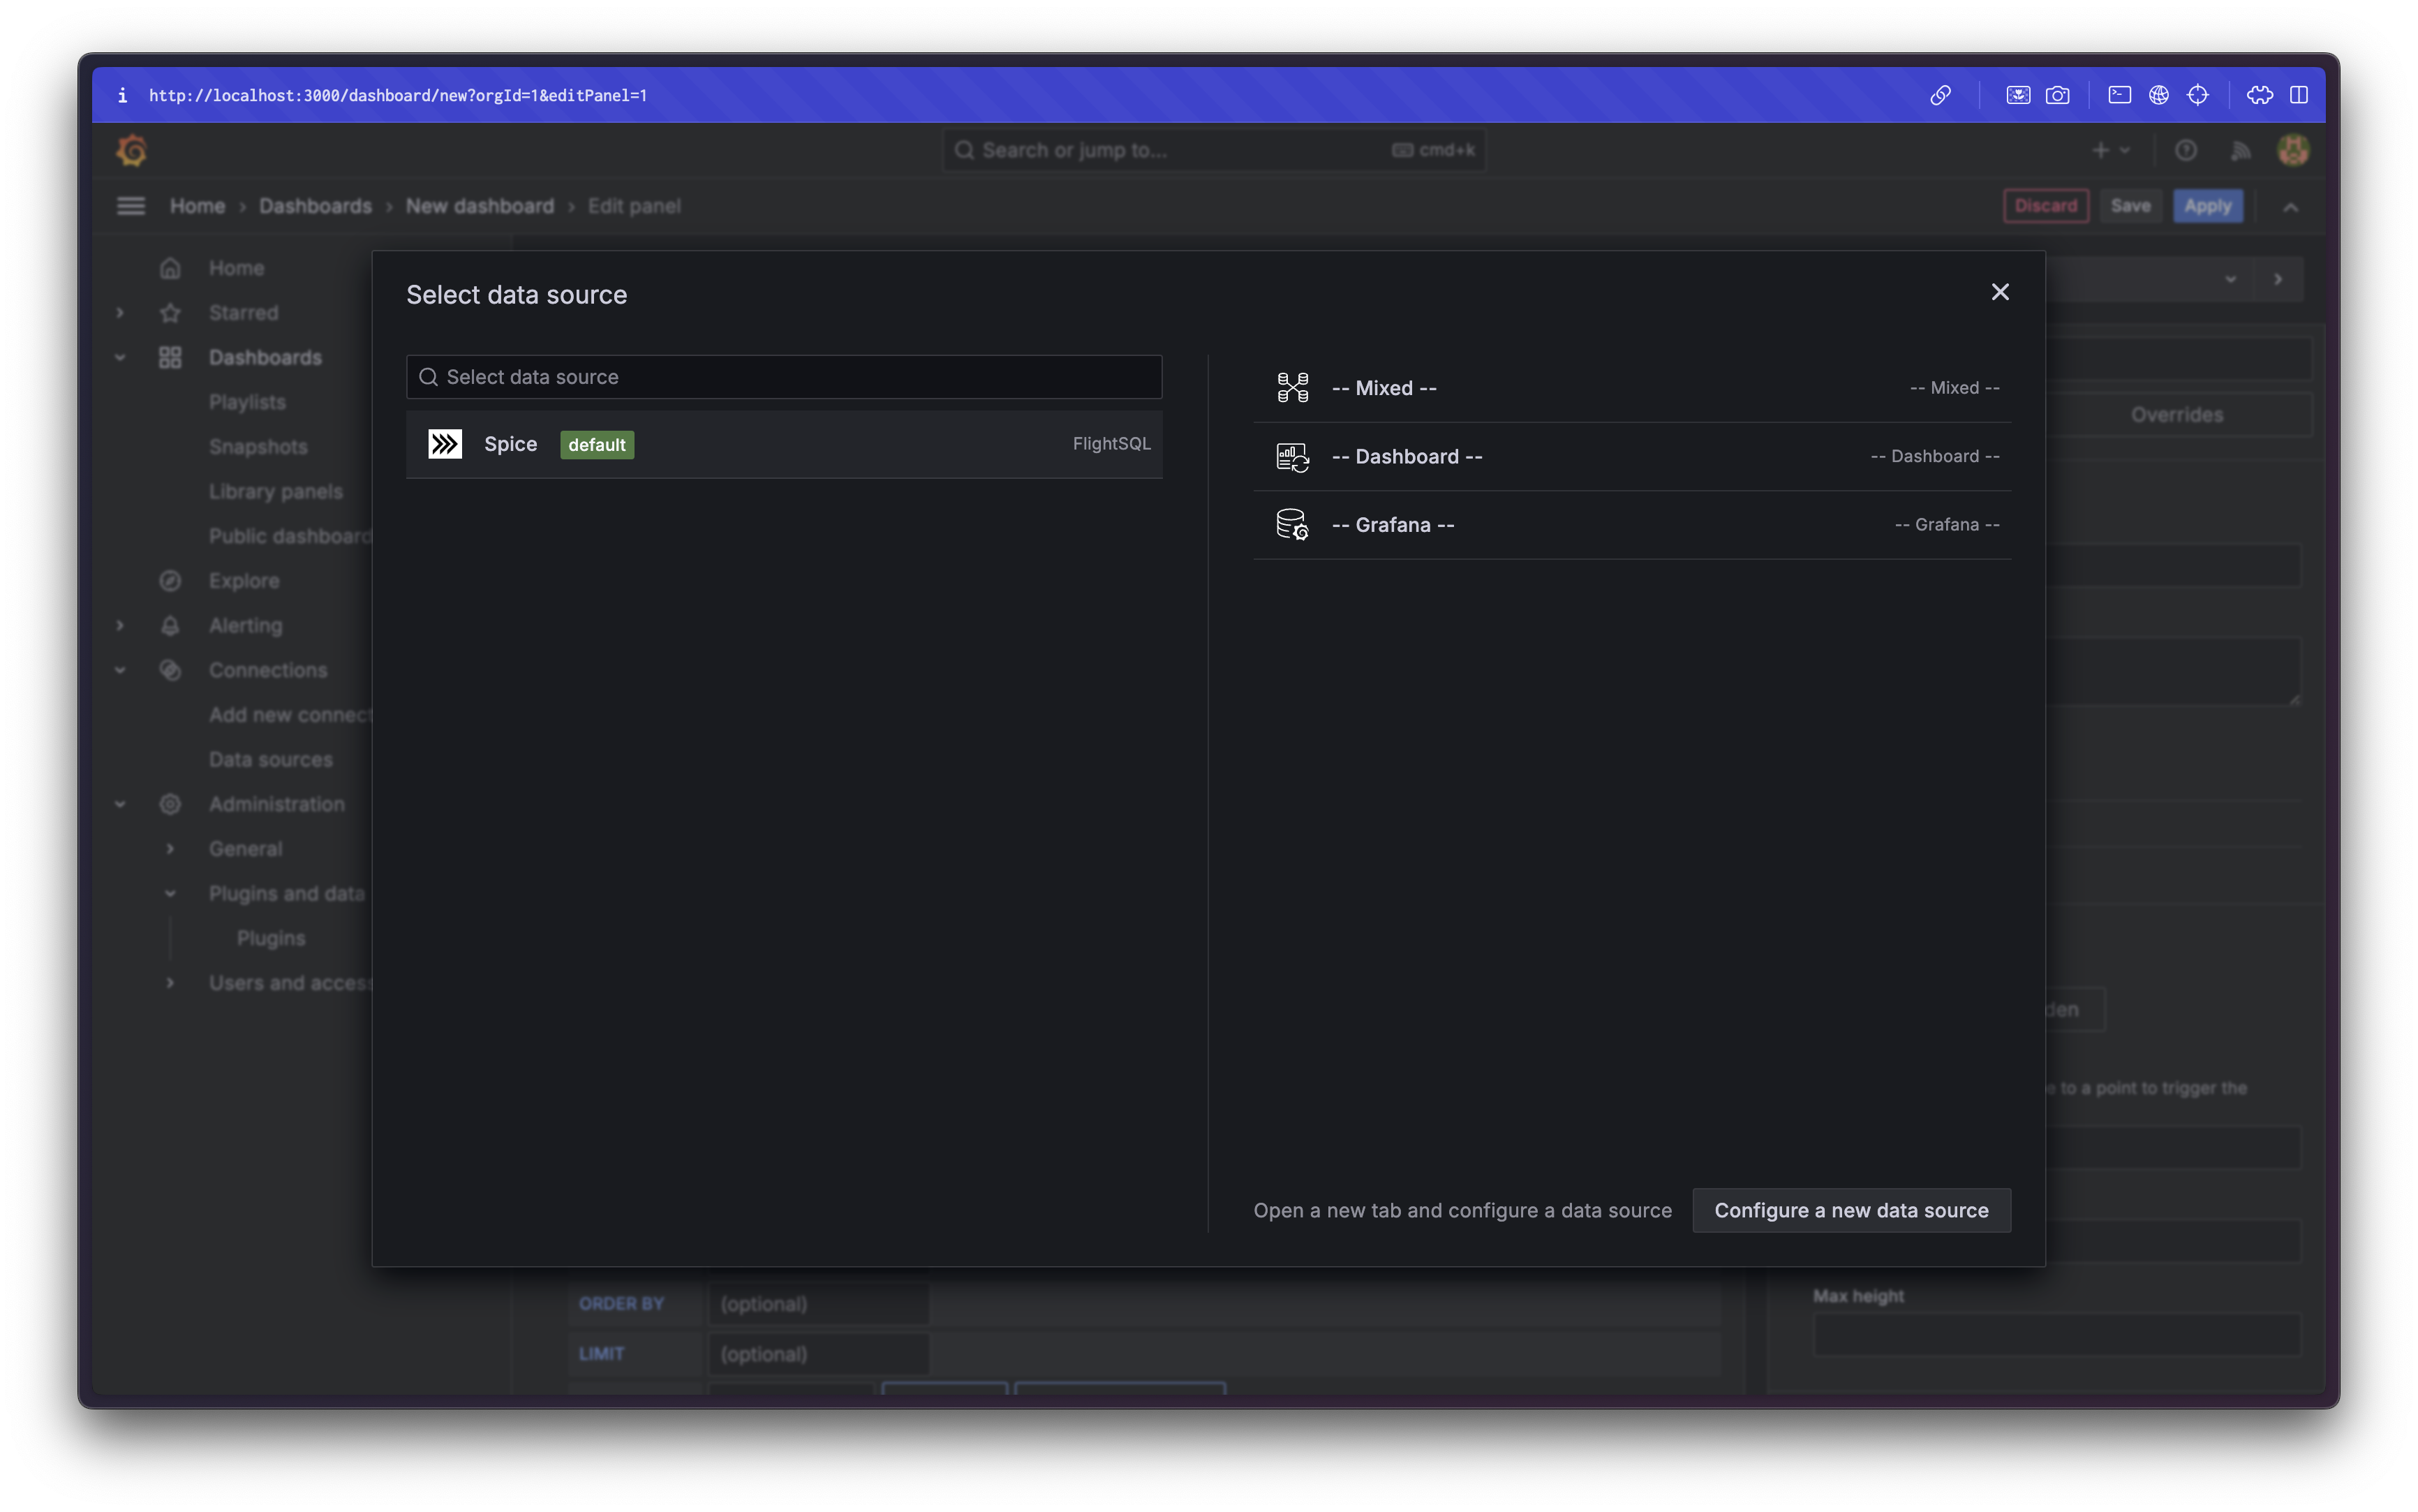 i http://localhost:3000/dashboard/new?orgId=1&editPanel=1
Search or jump to... cmd+k
Home Dashboards New dashboard Edit panel
Discard Save Apply
Home
Starred
Dashboards
Playlists
Snapshots
Library panels
Public dashboard
Explore
Alerting
Connections
Add new connect
Data sources
Administration
General
Plugins and data
Plugins
Users and access
Select data source
Select data source
Spice default FlightSQL
-- Mixed -- -- Mixed --
-- Dashboard -- -- Dashboard --
-- Grafana -- -- Grafana --
Open a new tab and configure a data source Configure a new data source
Overrides
den
e to a point to trigger the
Max height
ORDER BY (optional)
LIMIT (optional)